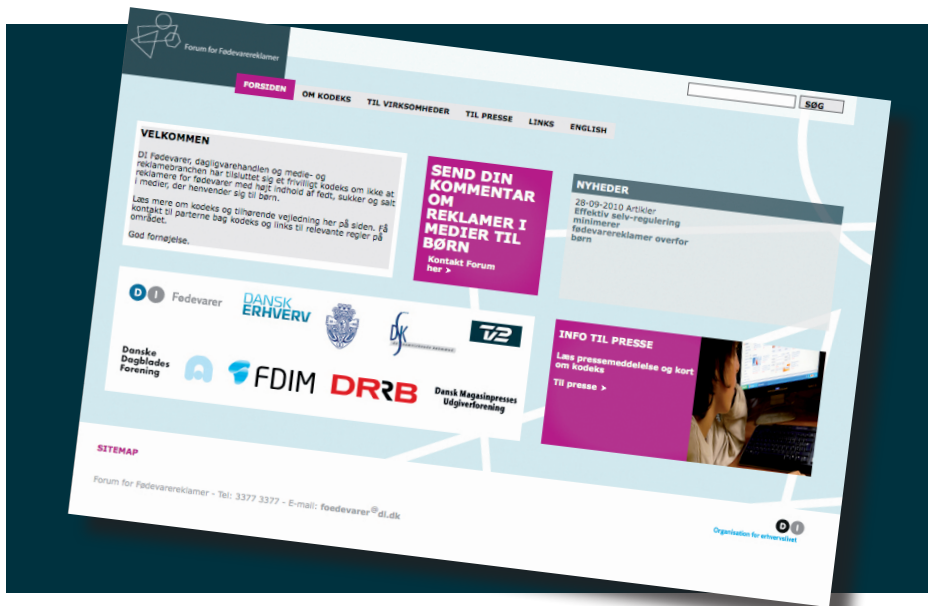 Forum for Fødevarereklamer
SØG
FORSIDEN
OM KODEKS
TIL VIRKSOMHEDER
TIL PRESSE
LINKS
ENGLISH
VELKOMMEN
DI Fødevarer, dagligvarehandlen og medie- og
reklamebranchen har tilsluttet sig et frivilligt kodeks om ikke at
reklamere for fødevarer med højt indhold af fedt, sukker og salt
i medier, der henvender sig til børn.
Læs mere om kodeks og tilhørende vejledning her på siden. Få
kontakt til parterne bag kodeks og links til relevante regler på
området.
God fornøjelse.
SEND DIN
KOMMENTAR
OM
REKLAMER I
MEDIER TIL
BØRN
Kontakt Forum
her >
NYHEDER
28-09-2010 Artikler
Effektiv selv-regulering
minimerer
fødevarereklamer overfor
børn
DI Fødevarer
DANSK
ERHVERV
DSK
TV2
Danske
Dagblades
Forening
FDIM
DRRB
Dansk Magasinpresses
Udgiverforening
INFO TIL PRESSE
Læs pressemeddelelse og kort
om kodeks
Til presse >
SITEMAP
Forum for Fødevarereklamer - Tel: 3377 3377 - E-mail: foedevarer@di.dk
DI
Organisation for erhvervslivet